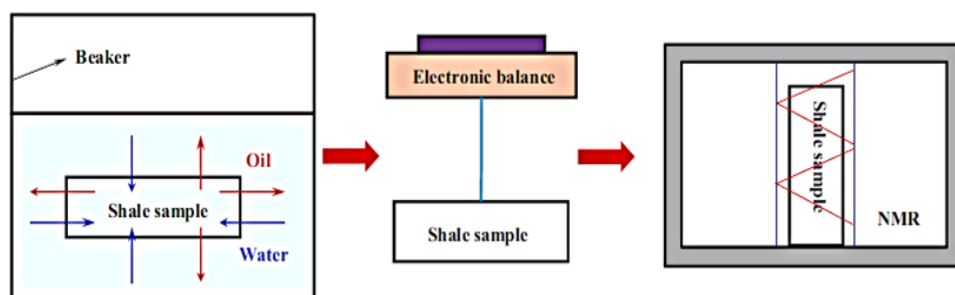 Beaker
Oil
Shale sample
Water
Electronic balance
Shale sample
Shale sample
NMR